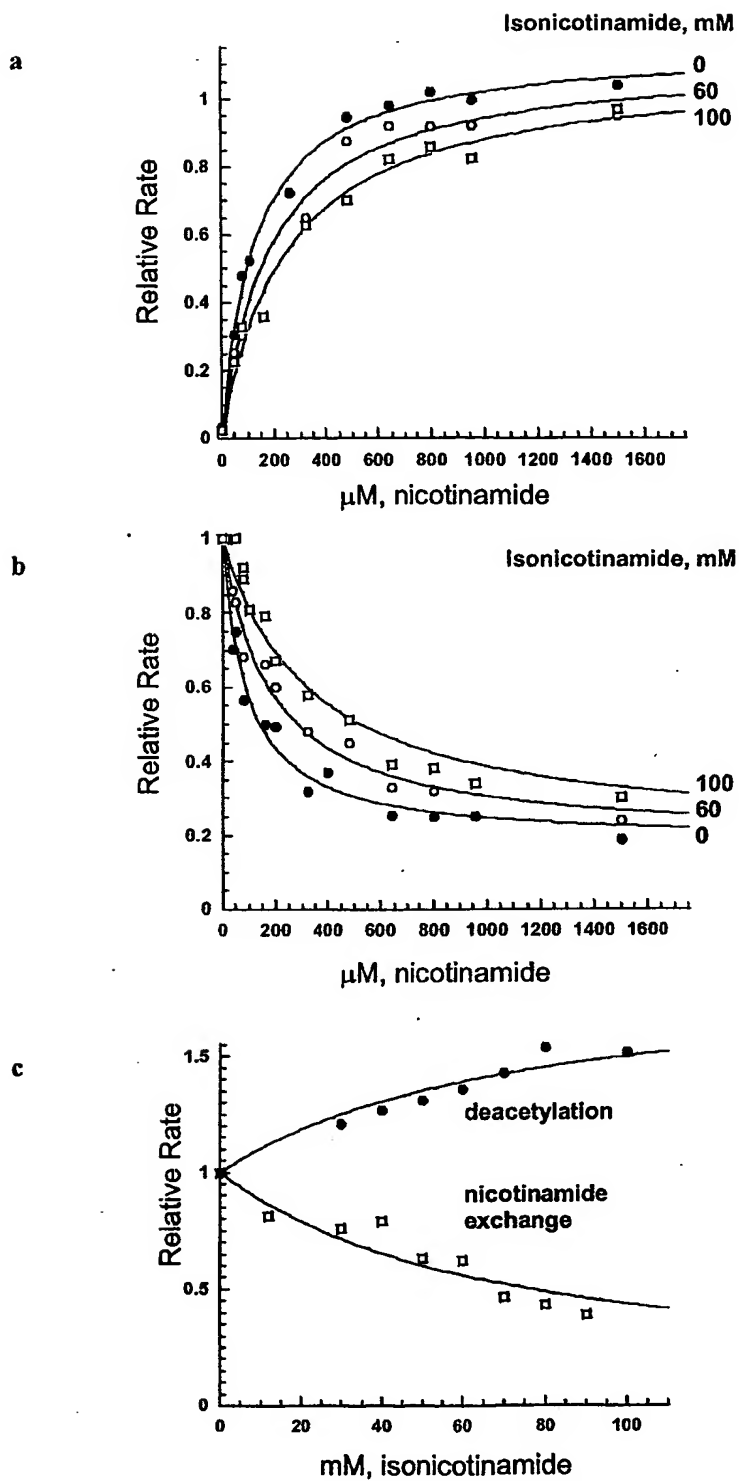 Isonicotinamide, mM
a
0
60
100
1
0.8
0.6
0.4
0.2
0
Relative Rate
0 200 400 600 800 1000 1200 1400 1600
μM, nicotinamide
b
Isonicotinamide, mM
1
0.8
0.6
0.4
0.2
0
Relative Rate
100
60
0
0 200 400 600 800 1000 1200 1400 1600
μM, nicotinamide
c
1.5
1
0.5
0
Relative Rate
deacetylation
nicotinamide
exchange
0 20 40 60 80 100
mM, isonicotinamide